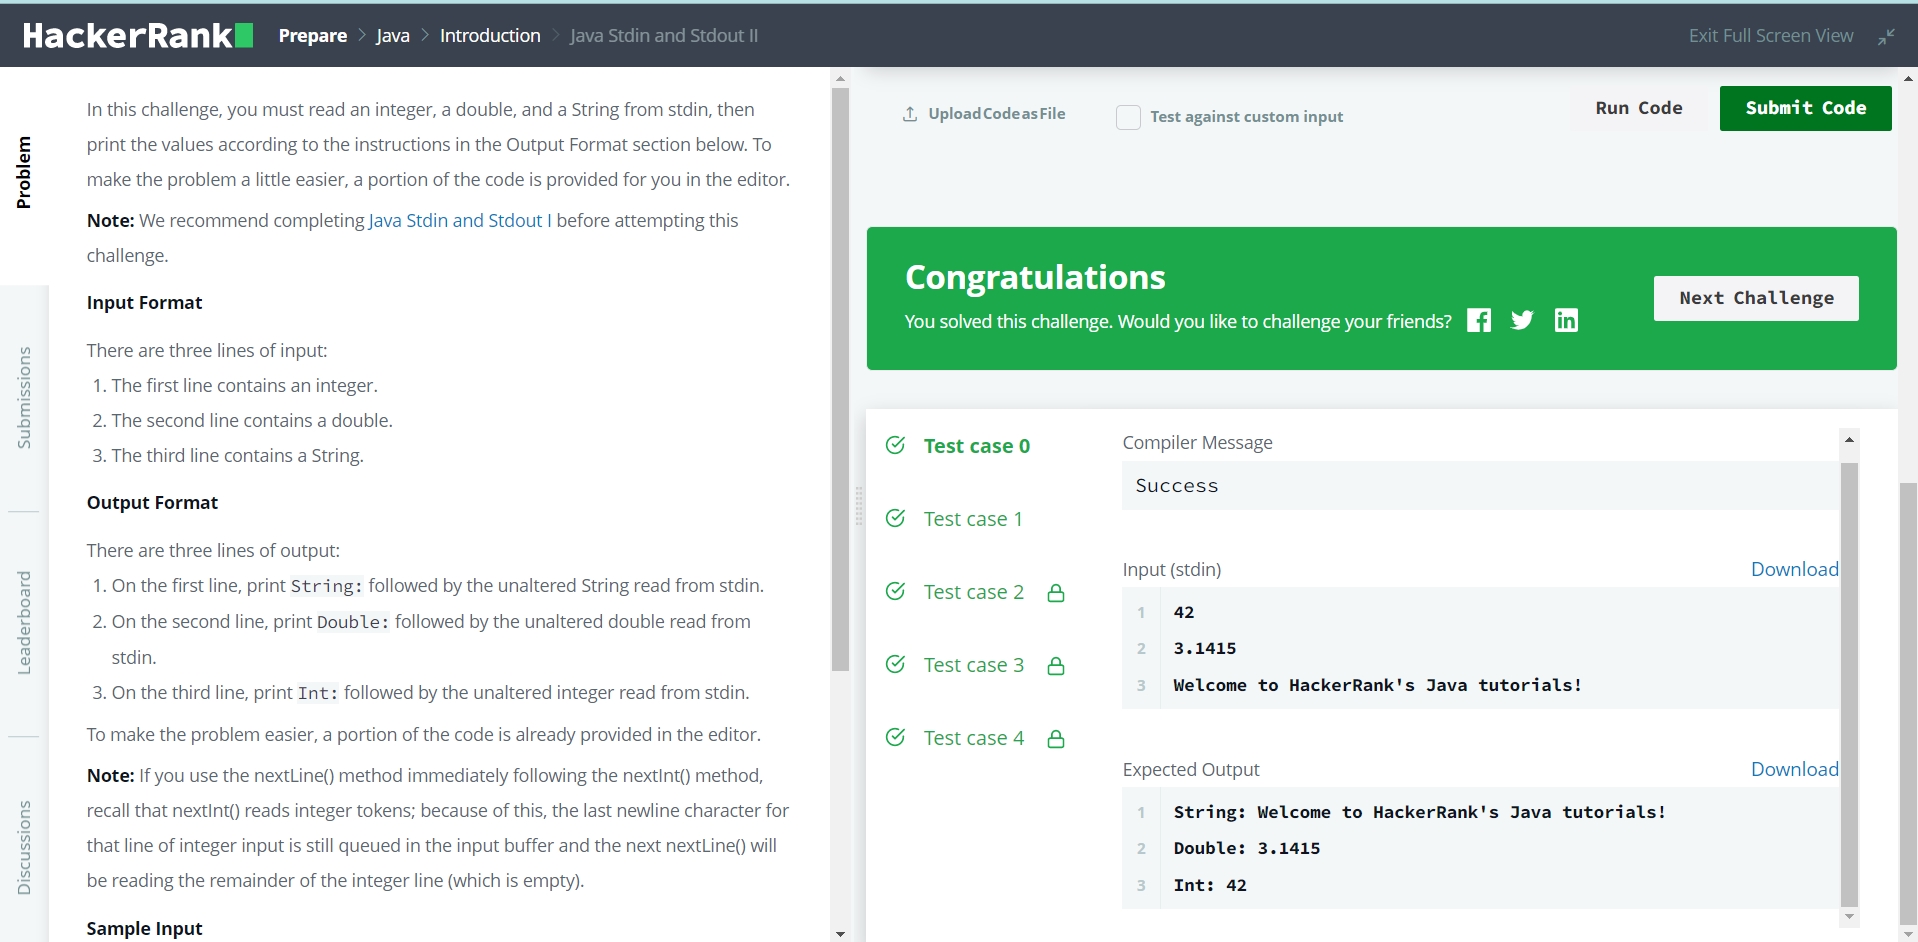 HackerRank
Prepare > Java > Introduction > Java Stdin and Stdout II
Exit Full Screen View
Problem
Submissions
Leaderboard
Discussions
In this challenge, you must read an integer, a double, and a String from stdin, then
print the values according to the instructions in the Output Format section below. To
make the problem a little easier, a portion of the code is provided for you in the editor.
Note: We recommend completing Java Stdin and Stdout I before attempting this
challenge.
Input Format
There are three lines of input:
1. The first line contains an integer.
2. The second line contains a double.
3. The third line contains a String.
Output Format
There are three lines of output:
1. On the first line, print String: followed by the unaltered String read from stdin.
2. On the second line, print Double: followed by the unaltered double read from
stdin.
3. On the third line, print Int: followed by the unaltered integer read from stdin.
To make the problem easier, a portion of the code is already provided in the editor.
Note: If you use the nextLine() method immediately following the nextInt() method,
recall that nextInt() reads integer tokens; because of this, the last newline character for
that line of integer input is still queued in the input buffer and the next nextLine() will
be reading the remainder of the integer line (which is empty).
Sample Input
Upload Code as File
Test against custom input
Run Code
Submit Code
Congratulations
You solved this challenge. Would you like to challenge your friends?
Next Challenge
Test case 0
Test case 1
Test case 2
Test case 3
Test case 4
Compiler Message
Success
Input (stdin)
Download
1 42
2 3.1415
3 Welcome to HackerRank's Java tutorials!
Expected Output
Download
1 String: Welcome to HackerRank's Java tutorials!
2 Double: 3.1415
3 Int: 42